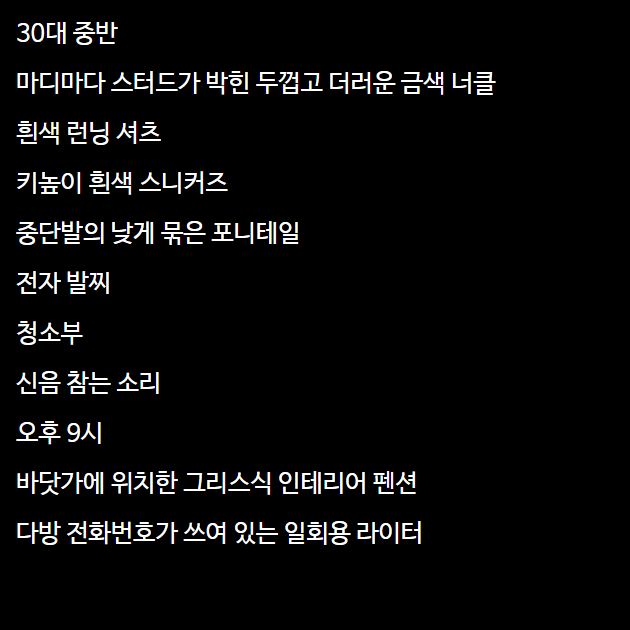 30대 중반
마디마다 스터드가 박힌 두껍고 더러운 금색 너클
흰색 런닝 셔츠
키높이 흰색 스니커즈
중단발의 낮게 묶은 포니테일
전자 발찌
청소부
신음 참는 소리
오후 9시
바닷가에 위치한 그리스식 인테리어 펜션
다방 전화번호가 쓰여 있는 일회용 라이터